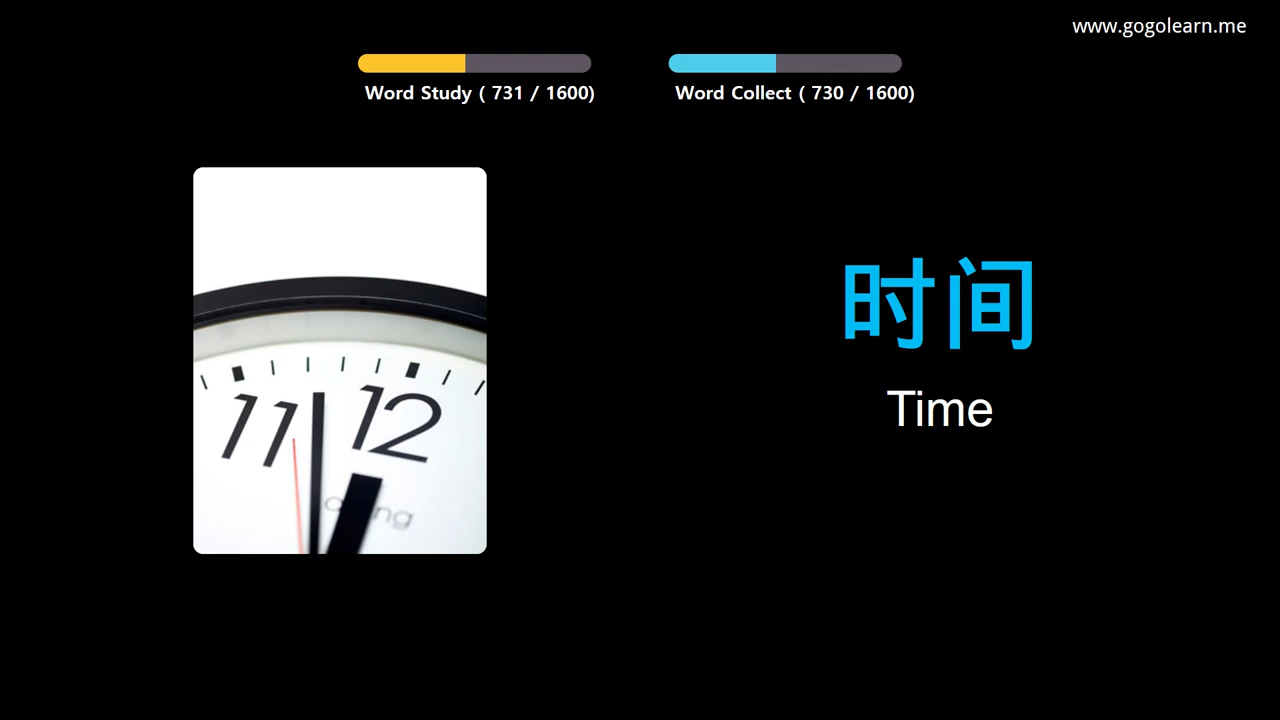 www.gogolearn.me
Word Study ( 731 / 1600)
Word Collect ( 730 / 1600)
时间
Time
11
12